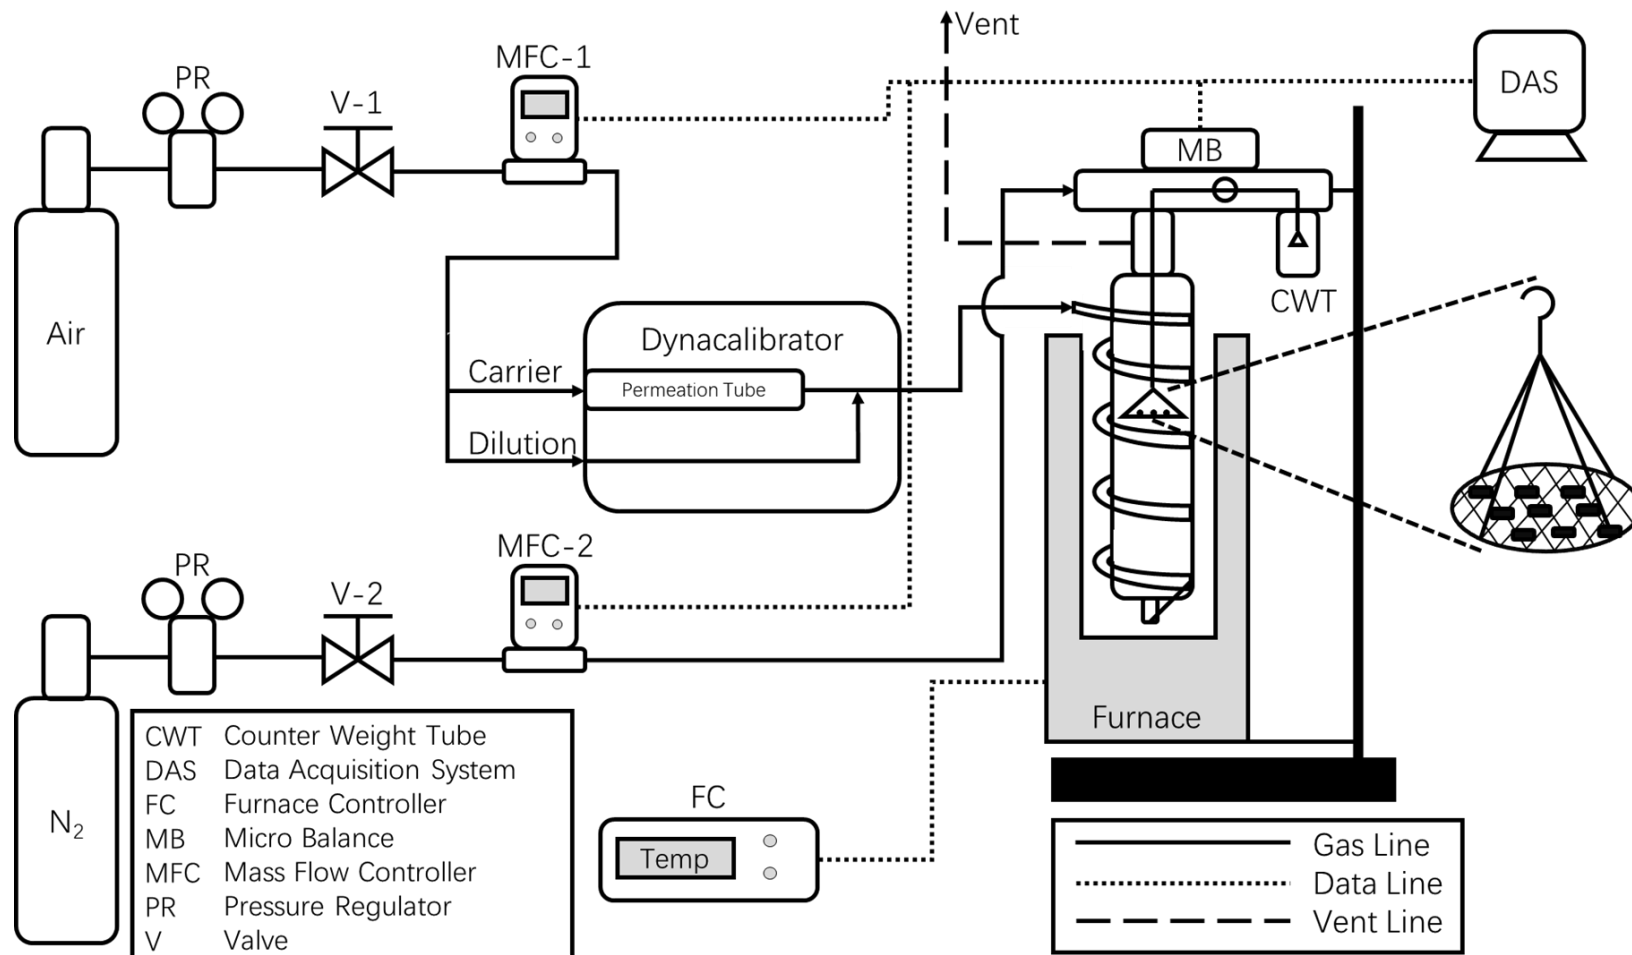 Vent
MFC-1
PR
V-1
DAS
MB
Air
CWT
Dynacalibrator
Carrier
Permeation Tube
Dilution
MFC-2
PR
V-2
Furnace
N₂
CWT Counter Weight Tube
DAS Data Acquisition System
FC Furnace Controller
MB Micro Balance
MFC Mass Flow Controller
PR Pressure Regulator
V Valve
FC
Temp
Gas Line
Data Line
Vent Line